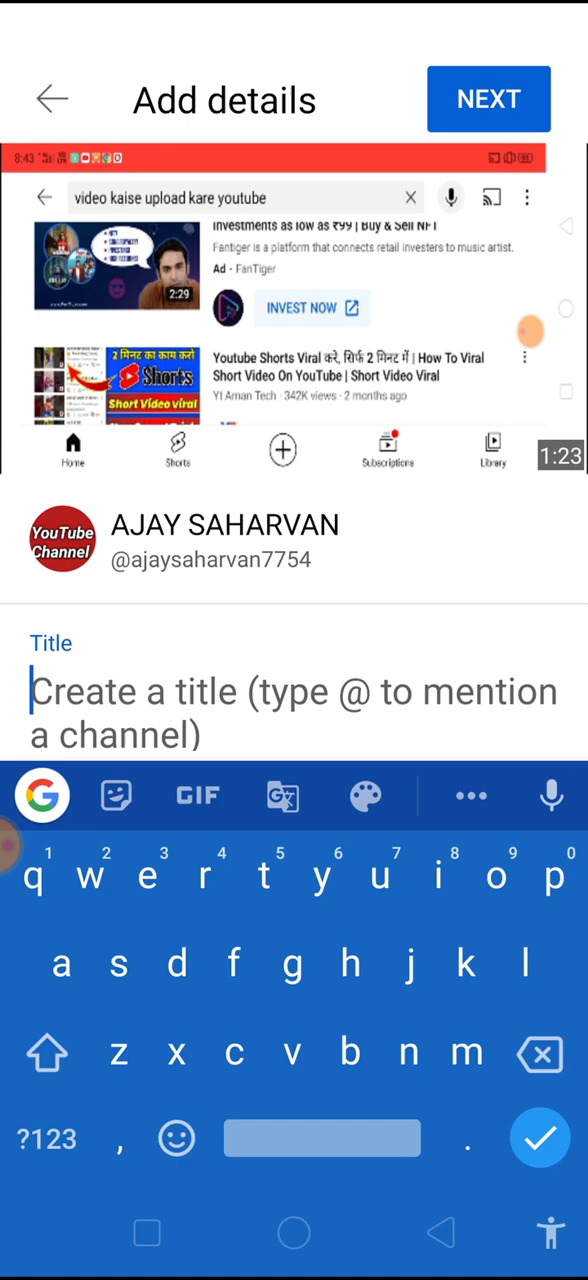 Add details
NEXT
8:43
video kaise upload kare youtube
Investments as low as ₹99 | Buy & Sell NFT
Fantiger is a platform that connects retail investors to music artist.
Ad · FanTiger
2:29
INVEST NOW
2 मिनट का काम करो
Shorts
Short Video viral
Youtube Shorts Viral करे, सिर्फ 2 मिनट में | How To Viral
Short Video On YouTube | Short Video Viral
YI Aman Tech · 342K views · 2 months ago
Home
Shorts
Subscriptions
Library
1:23
YouTube
Channel
AJAY SAHARVAN
@ajaysaharvan7754
Title
Create a title (type @ to mention
a channel)
G GIF G
1 2 3 4 5 6 7 8 9 0
q w e r t y u i o p
a s d f g h j k l
z x c v b n m
?123 , .